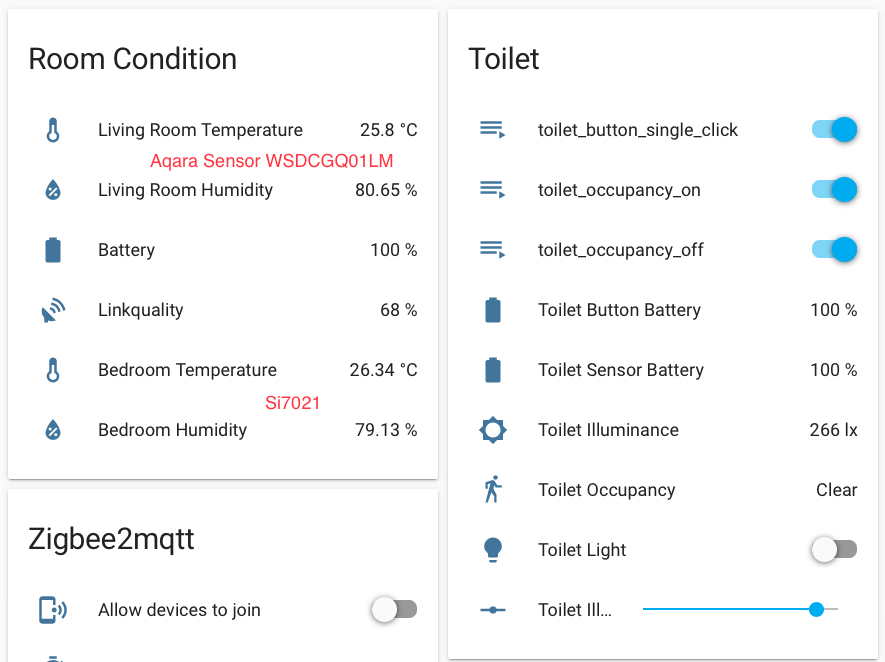 Room Condition
Living Room Temperature 25.8 °C
Aqara Sensor WSDCGQ01LM
Living Room Humidity 80.65 %
Battery 100 %
Linkquality 68 %
Bedroom Temperature 26.34 °C
Si7021
Bedroom Humidity 79.13 %
Zigbee2mqtt
Allow devices to join
Toilet
toilet_button_single_click
toilet_occupancy_on
toilet_occupancy_off
Toilet Button Battery 100 %
Toilet Sensor Battery 100 %
Toilet Illuminance 266 lx
Toilet Occupancy Clear
Toilet Light
Toilet Ill...